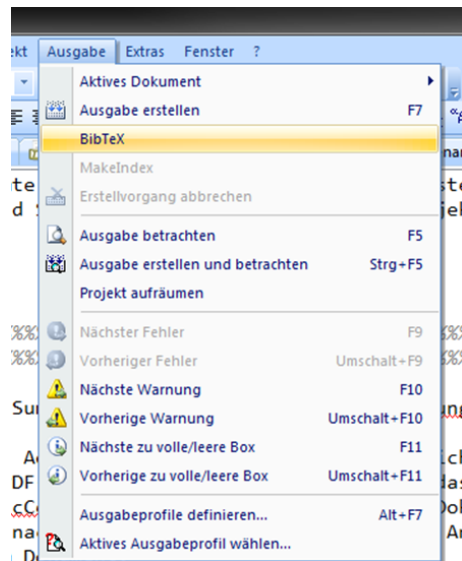 Ausgabe Extras Fenster ?
Aktives Dokument
Ausgabe erstellen F7
BibTeX
MakeIndex
Erstellvorgang abbrechen
Ausgabe betrachten F5
Ausgabe erstellen und betrachten Strg+F5
Projekt aufräumen
Nächster Fehler F9
Vorheriger Fehler Umschalt+F9
Nächste Warnung F10
Vorherige Warnung Umschalt+F10
Nächste zu volle/leere Box F11
Vorherige zu volle/leere Box Umschalt+F11
Ausgabeprofile definieren... Alt+F7
Aktives Ausgabeprofil wählen...